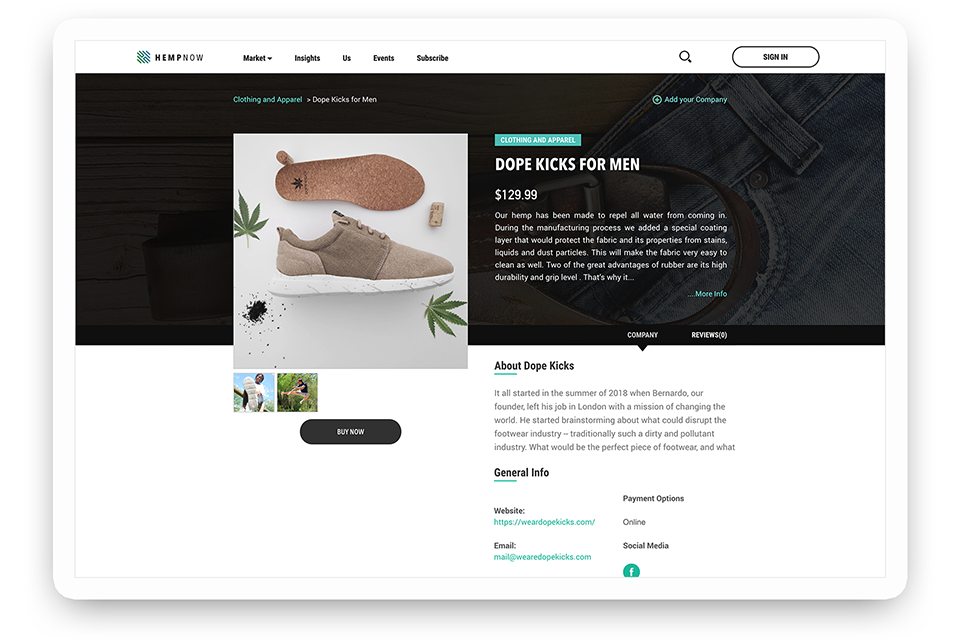 HEMPNOW
Market Insights Us Events Subscribe
SIGN IN
Clothing and Apparel > Dope Kicks for Men
Add your Company
CLOTHING AND APPAREL
DOPE KICKS FOR MEN
$129.99
Our hemp has been made to repel all water from coming in.
During the manufacturing process we added a special coating
layer that would protect the fabric and its properties from stains,
liquids and dust particles. This will make the fabric very easy to
clean as well. Two of the great advantages of rubber are its high
durability and grip level . That's why it...
....More Info
COMPANY REVIEWS(0)
BUY NOW
About Dope Kicks
It all started in the summer of 2018 when Bernardo, our
founder, left his job in London with a mission of changing the
world. He started brainstorming about what could disrupt the
footwear industry – traditionally such a dirty and pollutant
industry. What would be the perfect piece of footwear, and what
General Info
Website:
https://weardopekicks.com/
Email:
mail@wearedopekicks.com
Payment Options
Online
Social Media
f